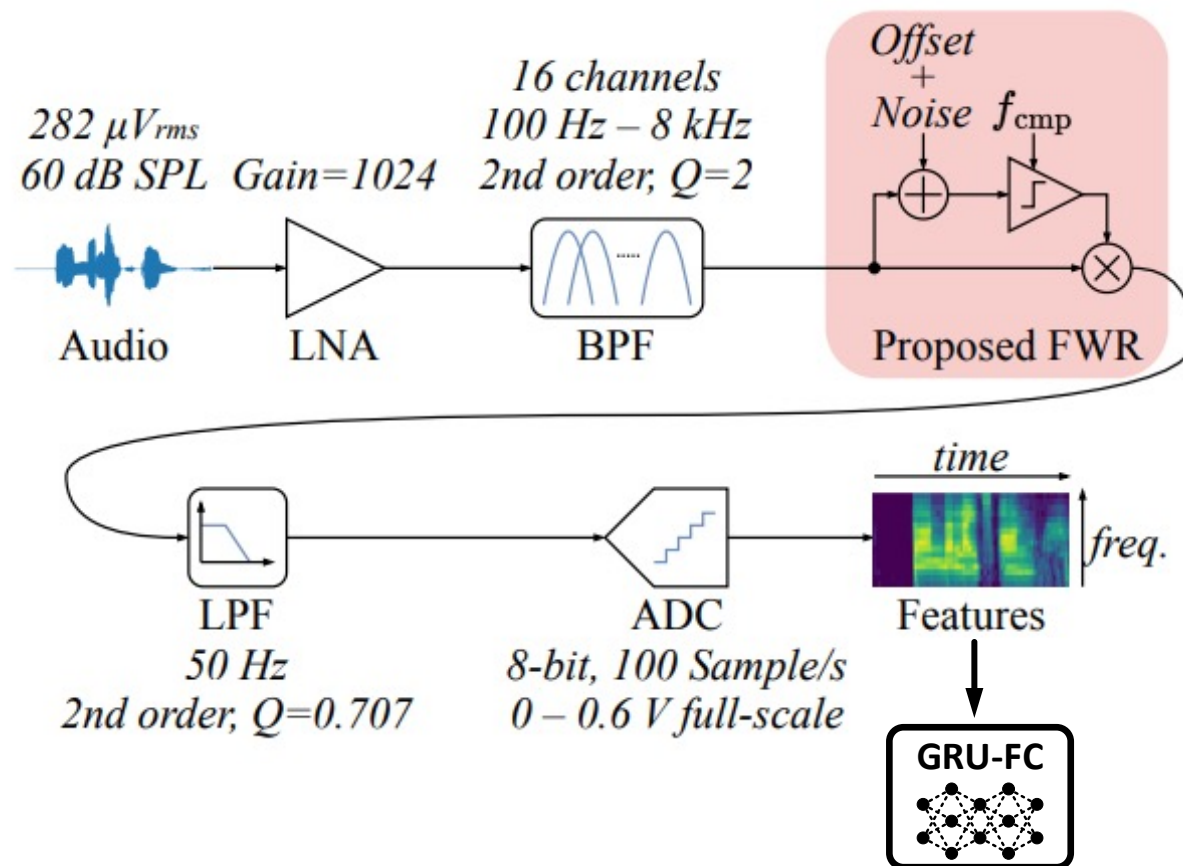 282 μVrms
60 dB SPL
Audio
Gain=1024
LNA
16 channels
100 Hz – 8 kHz
2nd order, Q=2
BPF
Offset
+
Noise
fcmp
Proposed FWR
LPF
50 Hz
2nd order, Q=0.707
ADC
8-bit, 100 Sample/s
0 – 0.6 V full-scale
time
freq.
Features
GRU-FC